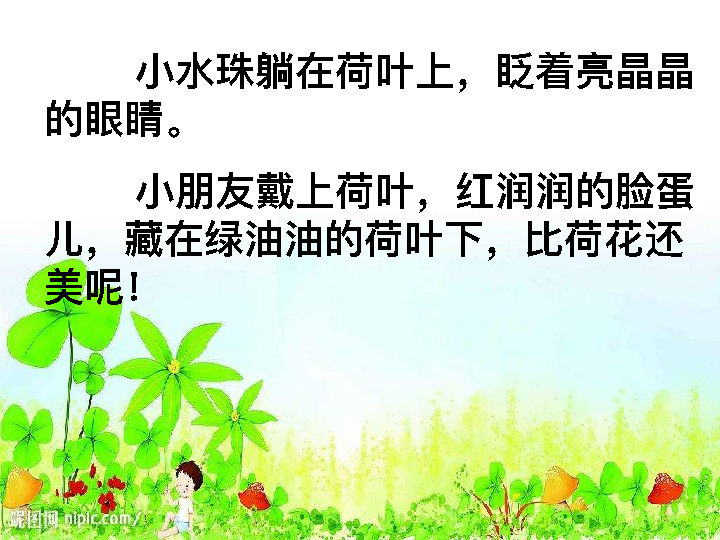 小水珠躺在荷叶上，眨着亮晶晶
的眼睛。
小朋友戴上荷叶，红润润的脸蛋
儿，藏在绿油油的荷叶下，比荷花还
美呢！
昵图网 nipic.com/